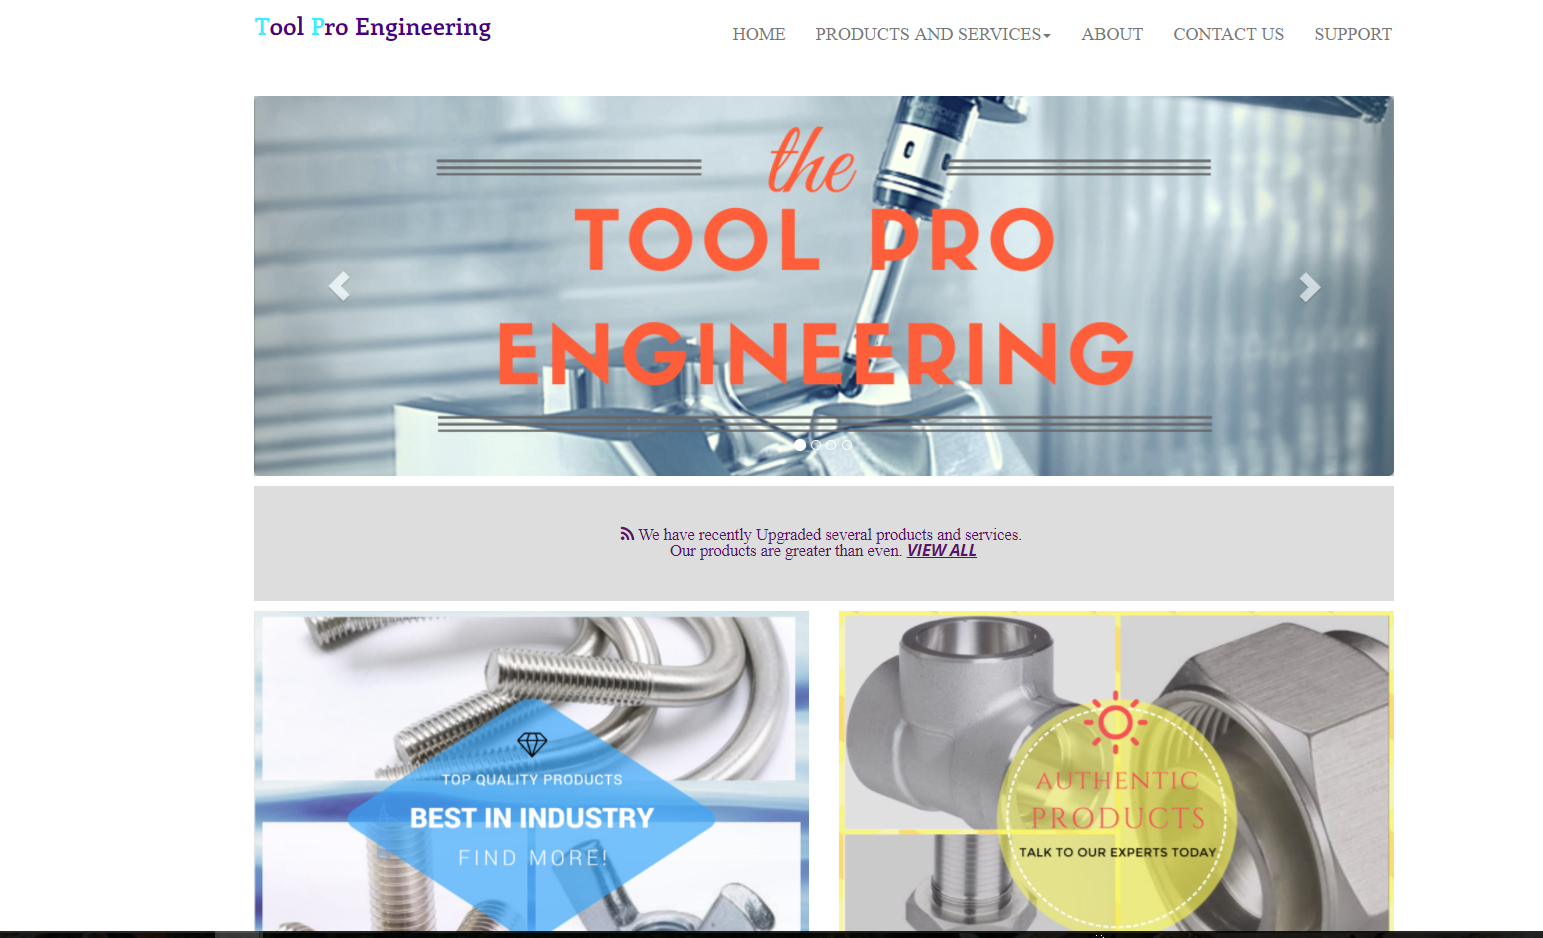 Tool Pro Engineering
HOME PRODUCTS AND SERVICES ABOUT CONTACT US SUPPORT
the
TOOL PRO
ENGINEERING
We have recently Upgraded several products and services.
Our products are greater than even. VIEW ALL
TOP QUALITY PRODUCTS
BEST IN INDUSTRY
FIND MORE!
AUTHENTIC
PRODUCTS
TALK TO OUR EXPERTS TODAY